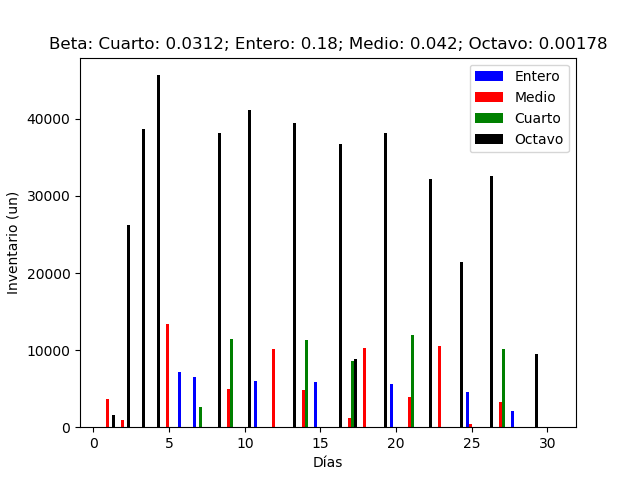 Beta: Cuarto: 0.0312; Entero: 0.18; Medio: 0.042; Octavo: 0.00178
Entero
Medio
Cuarto
Octavo
Inventario (un)
40000
30000
20000
10000
0
0 5 10 15 20 25 30
Días